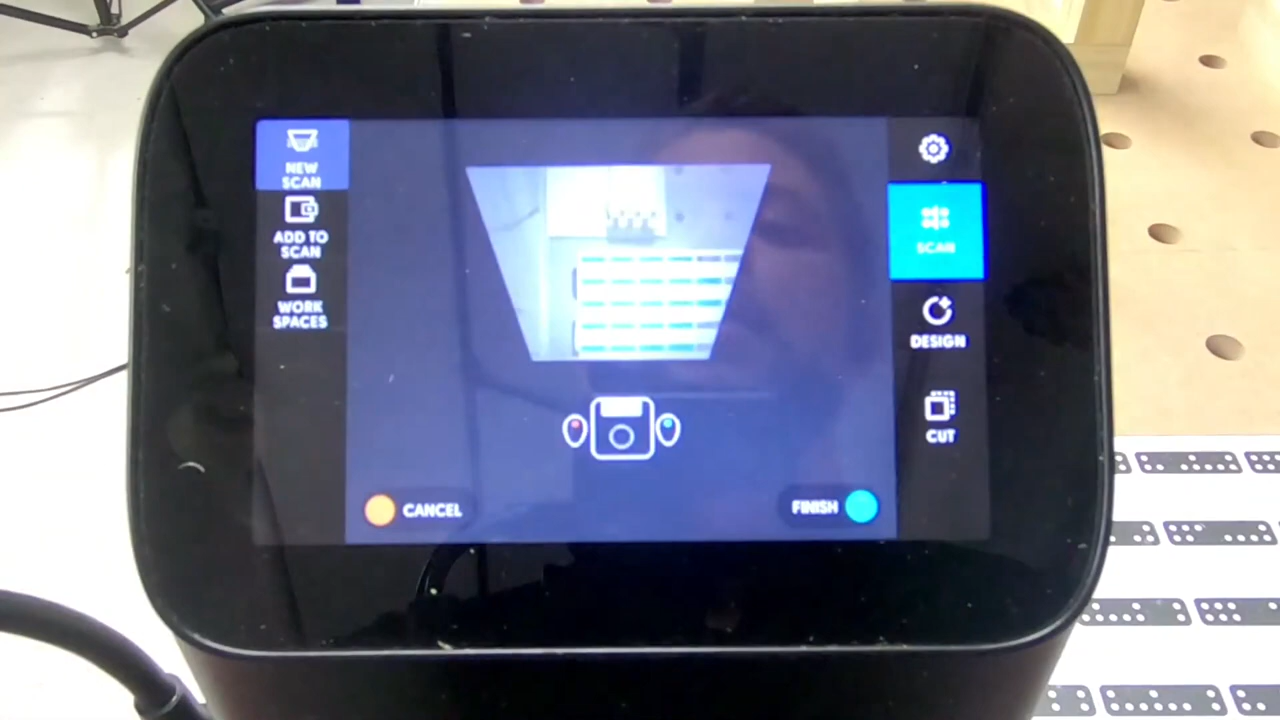 NEW
SCAN
ADD TO
SCAN
WORK
SPACES
SCAN
DESIGN
CUT
CANCEL
FINISH